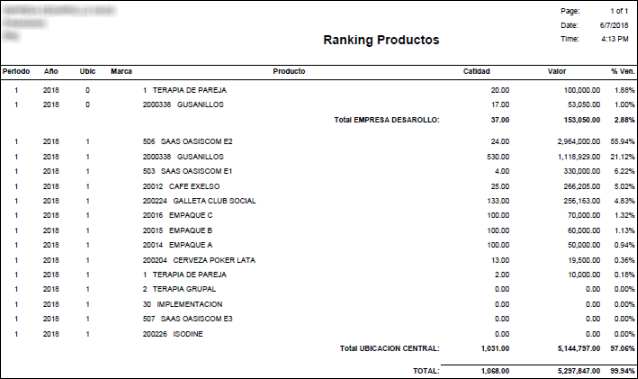 Page: 1 of 1
Date: 6/7/2018
Ranking Productos Time: 4:13 PM
Periodo Año Ubic Marca Producto Catidad Valor % Ven.
1 2018 0 1 TERAPIA DE PAREJA 20.00 100,000.00 1.88%
1 2018 0 2000338 GUSANILLOS 17.00 53,050.00 1.00%
Total EMPRESA DESAROLLO: 37.00 153,050.00 2.88%
1 2018 1 506 SAAS OASISCOM E2 24.00 2,964,000.00 55.94%
1 2018 1 2000338 GUSANILLOS 530.00 1,118,929.00 21.12%
1 2018 1 503 SAAS OASISCOM E1 4.00 330,000.00 6.22%
1 2018 1 20012 CAFE EXELSO 25.00 266,205.00 5.02%
1 2018 1 200224 GALLETA CLUB SOCIAL 133.00 256,163.00 4.83%
1 2018 1 20016 EMPAQUE C 100.00 70,000.00 1.32%
1 2018 1 20015 EMPAQUE B 100.00 60,000.00 1.13%
1 2018 1 20014 EMPAQUE A 100.00 50,000.00 0.94%
1 2018 1 200204 CERVEZA POKER LATA 13.00 19,500.00 0.36%
1 2018 1 1 TERAPIA DE PAREJA 2.00 10,000.00 0.18%
1 2018 1 2 TERAPIA GRUPAL 0.00 0.00 0.00%
1 2018 1 30 IMPLEMENTACION 0.00 0.00 0.00%
1 2018 1 507 SAAS OASISCOM E3 0.00 0.00 0.00%
1 2018 1 200226 ISODINE 0.00 0.00 0.00%
Total UBICACION CENTRAL: 1,031.00 5,144,797.00 97.06%
TOTAL: 1,068.00 5,297,847.00 99.94%